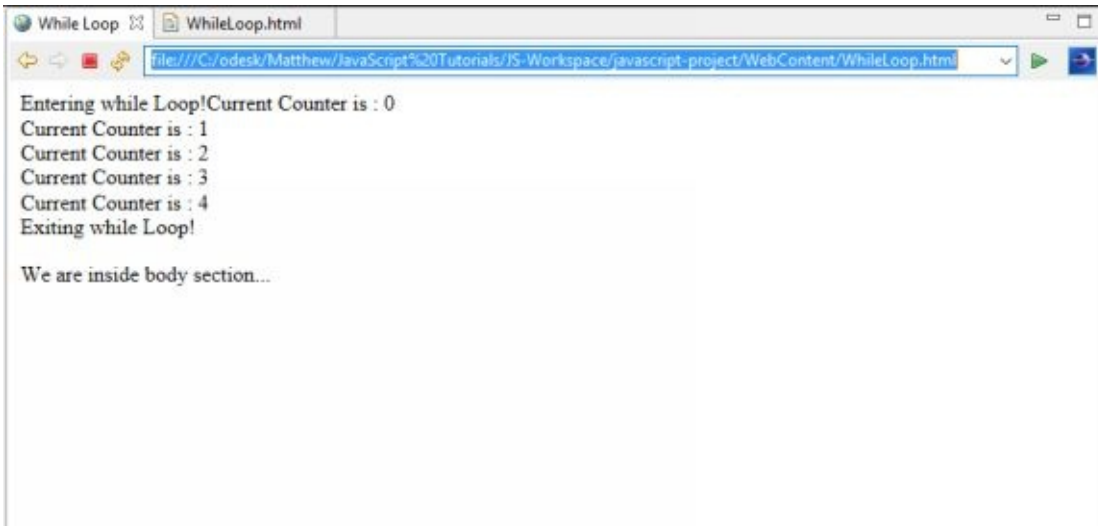 While Loop
WhileLoop.html
file:///C:/odesk/Matthew/JavaScript%20Tutorials/JS-Workspace/javascript-project/WebContent/WhileLoop.html
Entering while Loop!Current Counter is : 0
Current Counter is : 1
Current Counter is : 2
Current Counter is : 3
Current Counter is : 4
Exiting while Loop!
We are inside body section...